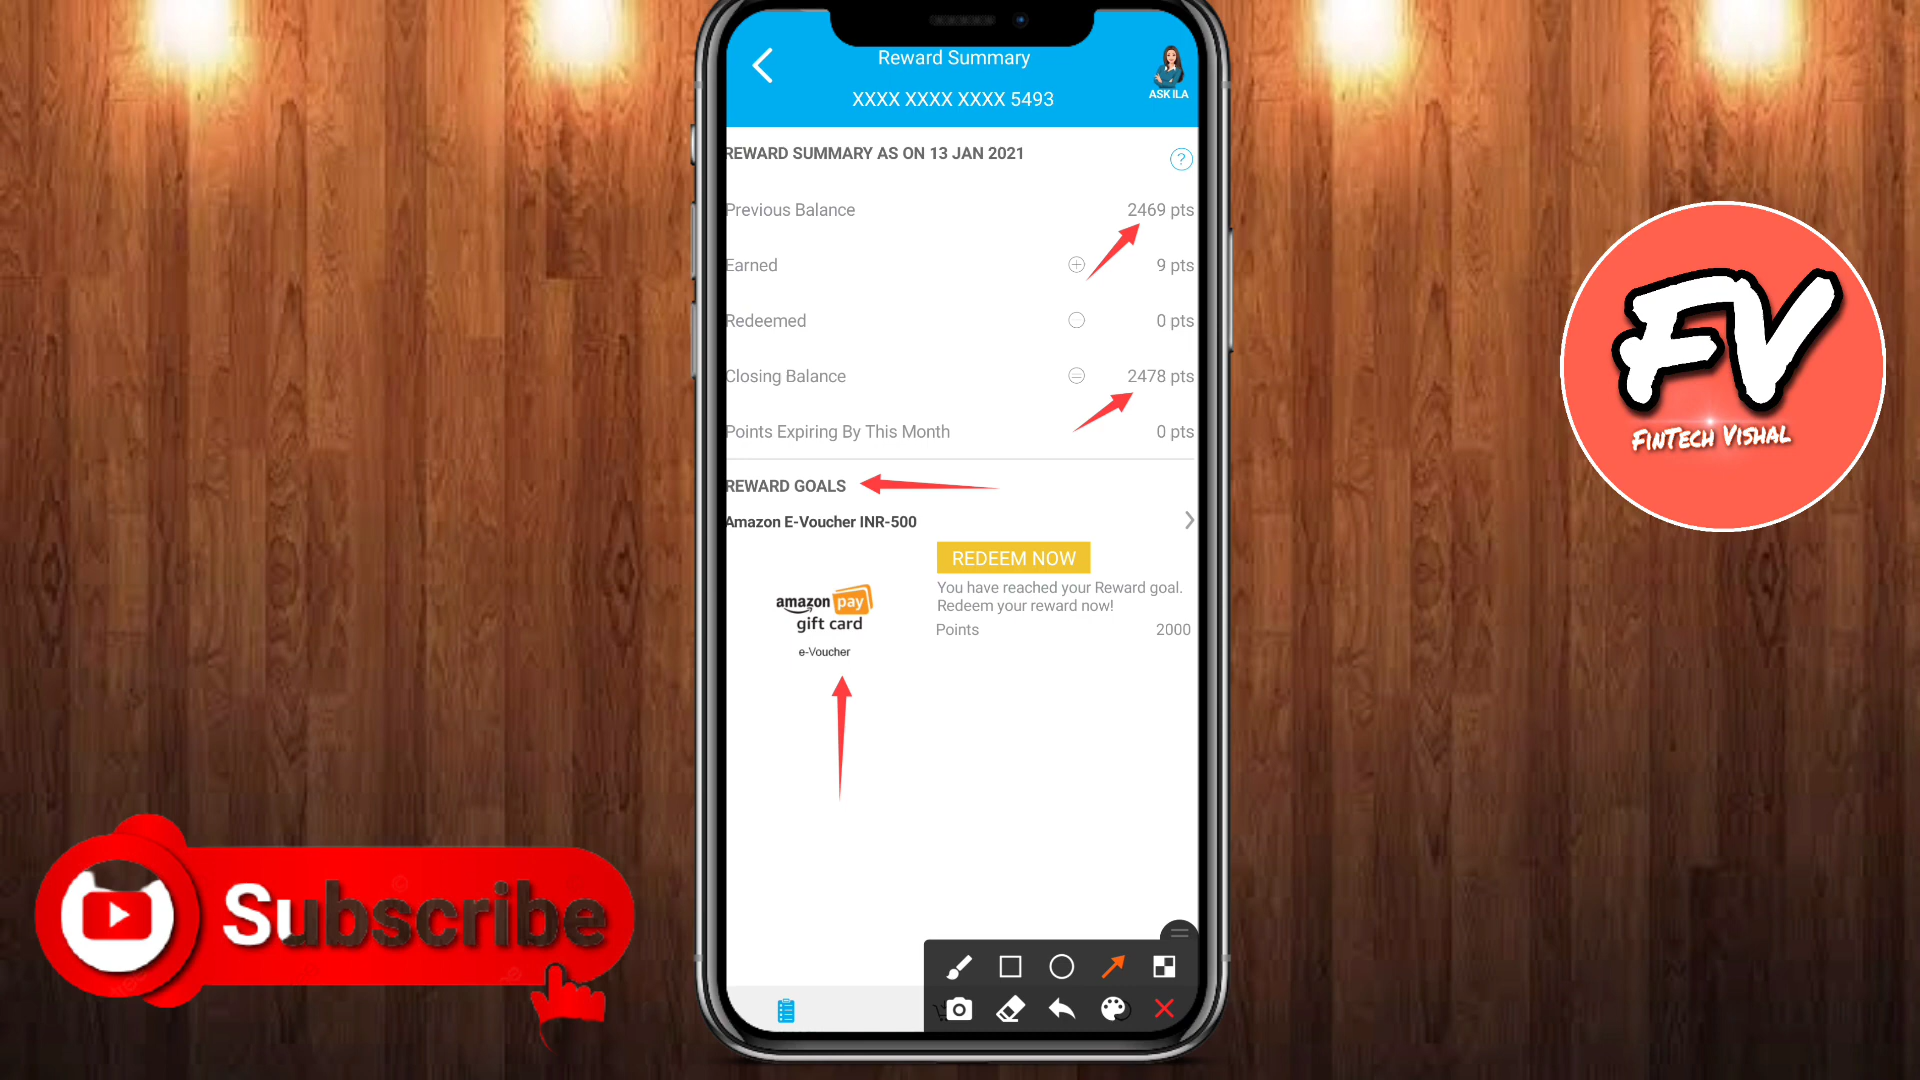 Reward Summary
XXXX XXXX XXXX 5493
ASK ILA
REWARD SUMMARY AS ON 13 JAN 2021
?
Previous Balance 2469 pts
Earned + 9 pts
Redeemed 0 pts
Closing Balance = 2478 pts
Points Expiring By This Month 0 pts
REWARD GOALS
Amazon E-Voucher INR-500
REDEEM NOW
You have reached your Reward goal.
Redeem your reward now!
Points 2000
amazon pay
gift card
e-Voucher
FV
FinTech Vishal
Subscribe